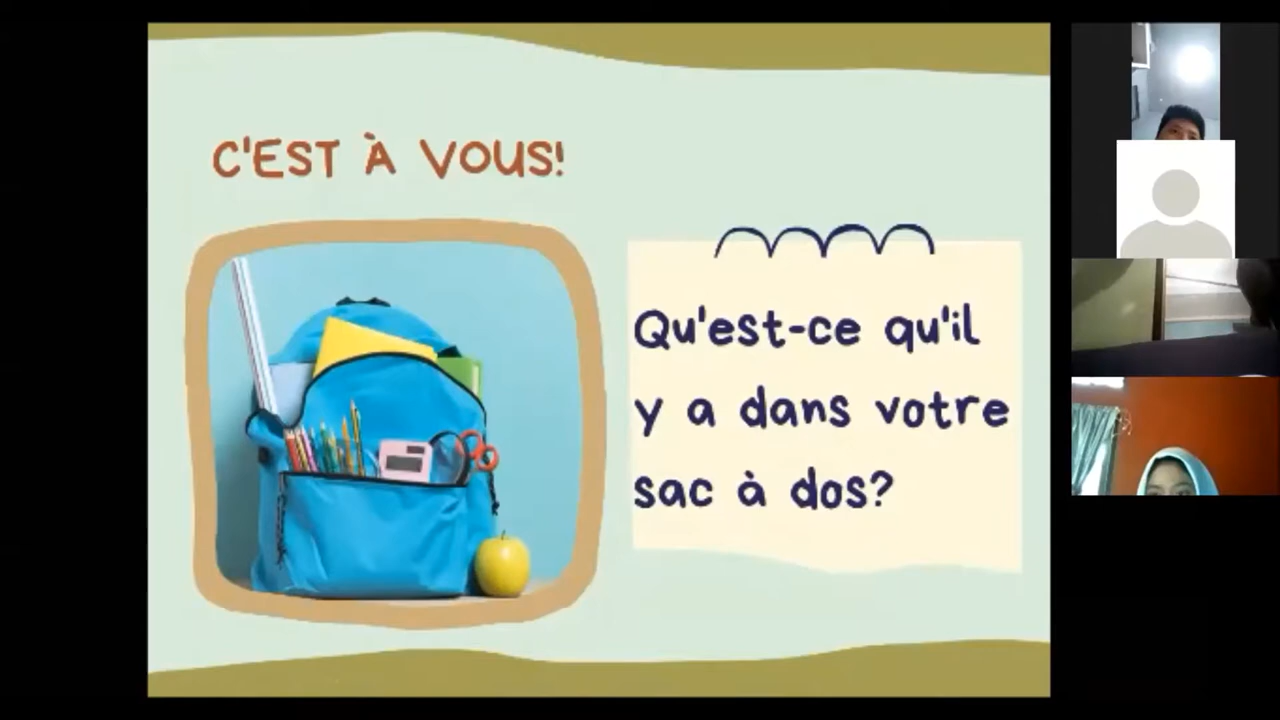 C'EST À VOUS!
Qu'est-ce qu'il
y a dans votre
sac à dos?